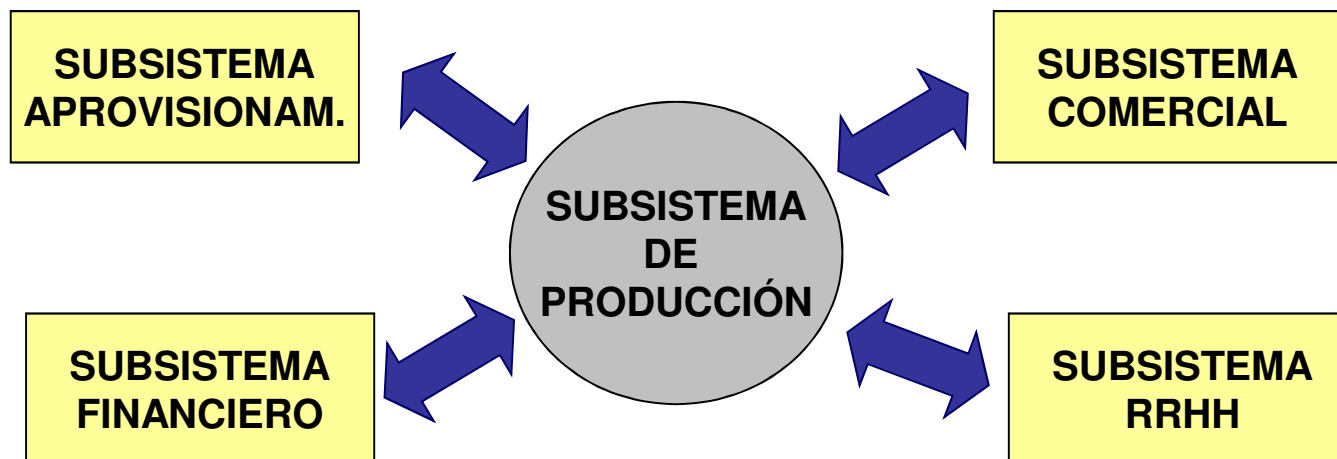 SUBSISTEMA
APROVISIONAM.
SUBSISTEMA
COMERCIAL
SUBSISTEMA
DE
PRODUCCIÓN
SUBSISTEMA
FINANCIERO
SUBSISTEMA
RRHH